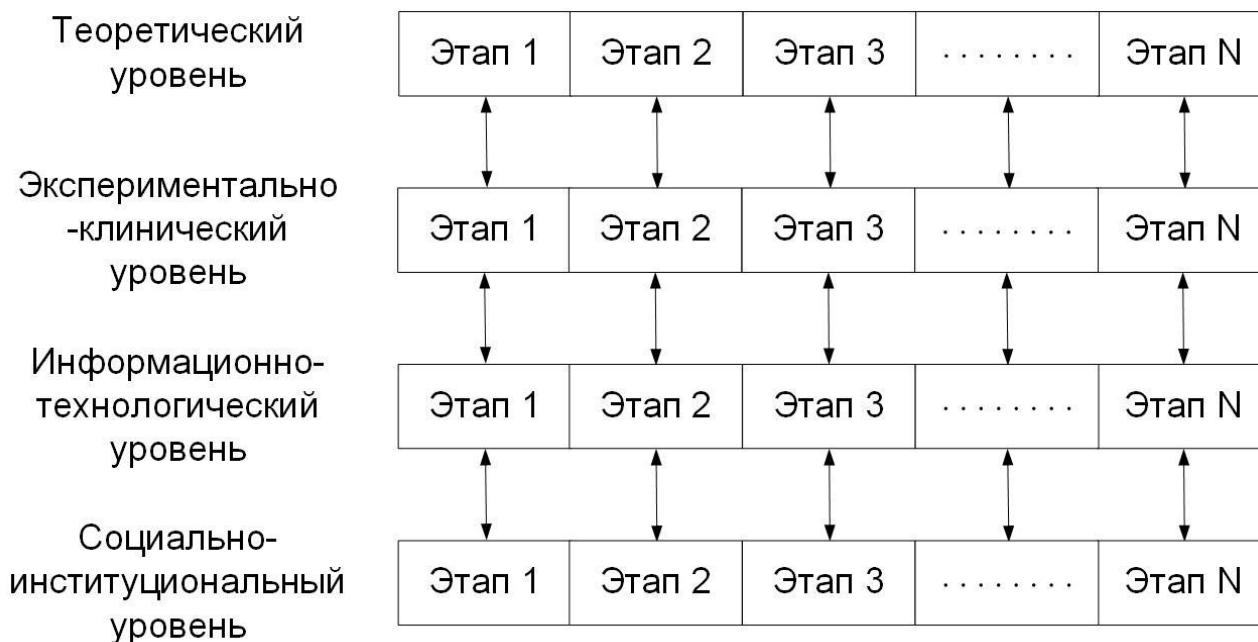 Теоретический
уровень
Этап 1 Этап 2 Этап 3 ........ Этап N
Экспериментально
-клинический
уровень
Этап 1 Этап 2 Этап 3 ........ Этап N
Информационно-
технологический
уровень
Этап 1 Этап 2 Этап 3 ........ Этап N
Социально-
институциональный
уровень
Этап 1 Этап 2 Этап 3 ........ Этап N